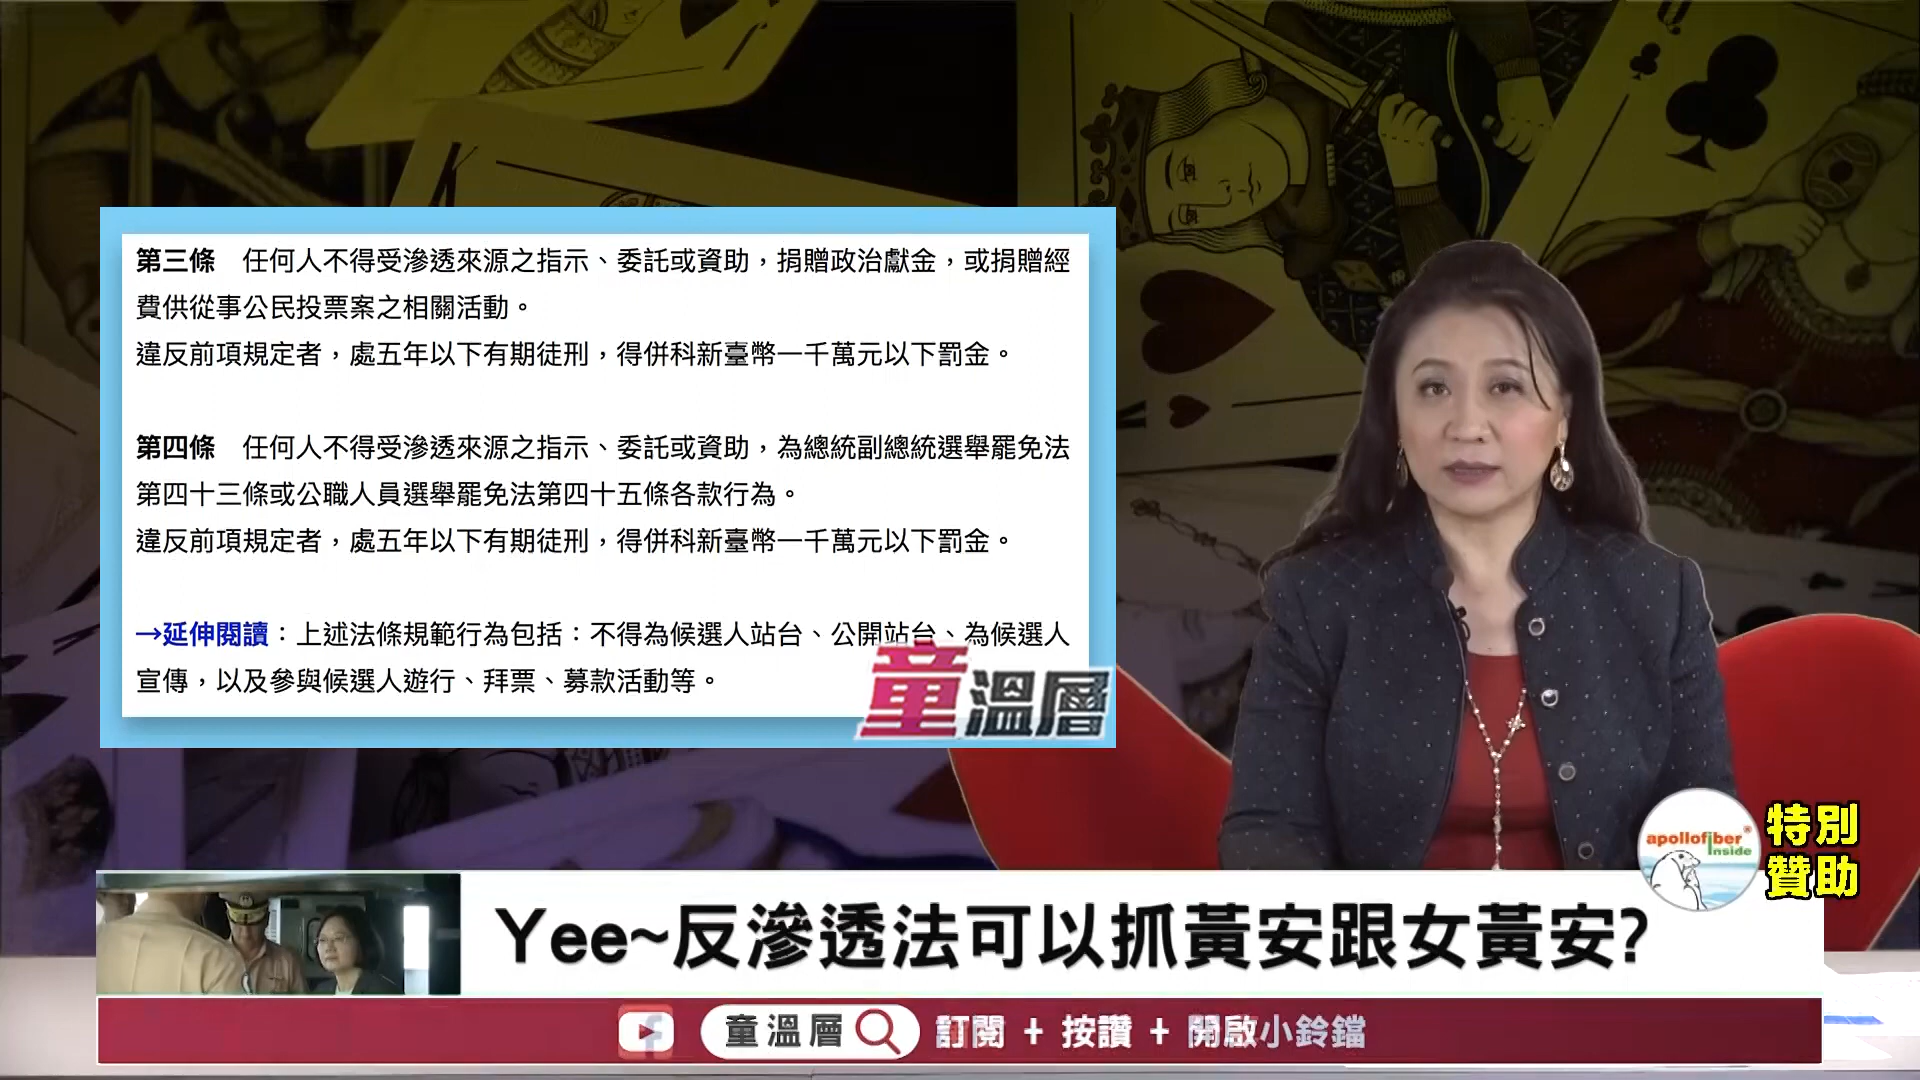 第三條　任何人不得受滲透來源之指示、委託或資助，捐贈政治獻金，或捐贈經
費供從事公民投票案之相關活動。
違反前項規定者，處五年以下有期徒刑，得併科新臺幣一千萬元以下罰金。
第四條　任何人不得受滲透來源之指示、委託或資助，為總統副總統選舉罷免法
第四十三條或公職人員選舉罷免法第四十五條各款行為。
違反前項規定者，處五年以下有期徒刑，得併科新臺幣一千萬元以下罰金。
→延伸閱讀：上述法條規範行為包括：不得為候選人站台、公開站台、為候選人
宣傳，以及參與候選人遊行、拜票、募款活動等。
童溫層
apollofiber®
inside
特別
贊助
Yee~反滲透法可以抓黃安跟女黃安?
童溫層
訂閱 + 按讚 + 開啟小鈴鐺